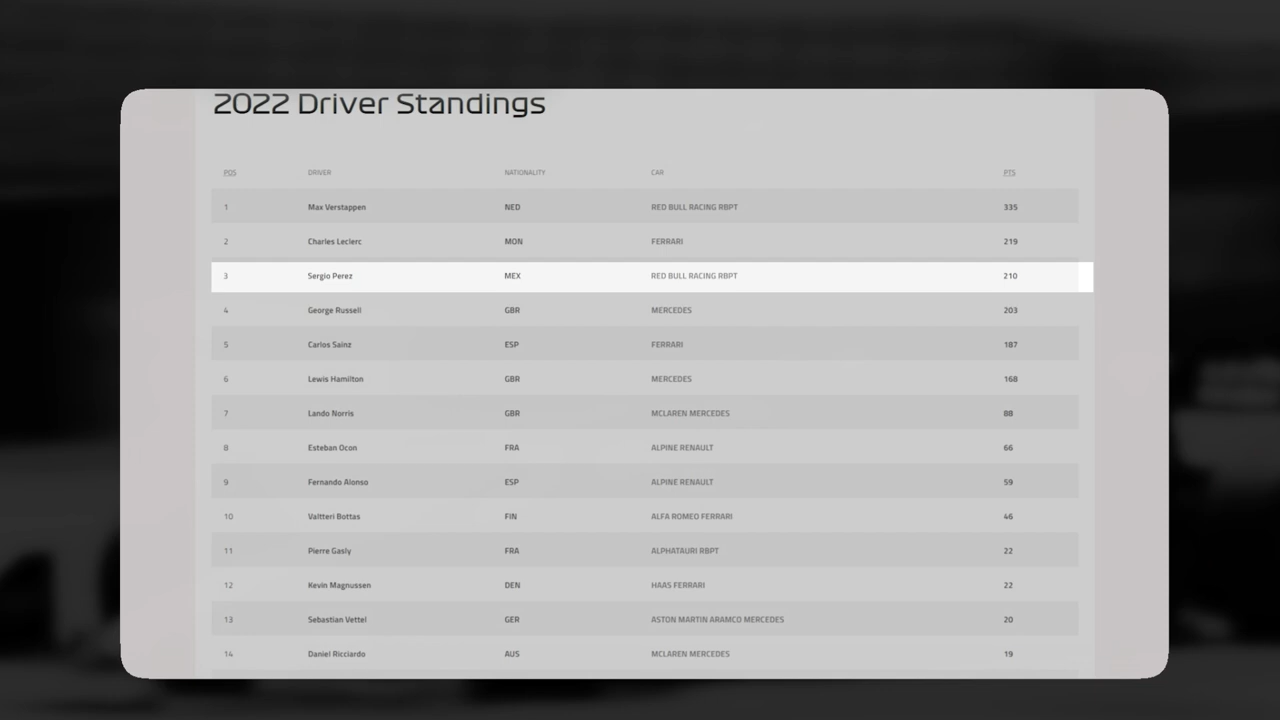 2022 Driver Standings
POS DRIVER NATIONALITY CAR PTS
1 Max Verstappen NED RED BULL RACING RBPT 335
2 Charles Leclerc MON FERRARI 219
3 Sergio Perez MEX RED BULL RACING RBPT 210
4 George Russell GBR MERCEDES 203
5 Carlos Sainz ESP FERRARI 187
6 Lewis Hamilton GBR MERCEDES 168
7 Lando Norris GBR MCLAREN MERCEDES 88
8 Esteban Ocon FRA ALPINE RENAULT 66
9 Fernando Alonso ESP ALPINE RENAULT 59
10 Valtteri Bottas FIN ALFA ROMEO FERRARI 46
11 Pierre Gasly FRA ALPHATAURI RBPT 22
12 Kevin Magnussen DEN HAAS FERRARI 22
13 Sebastian Vettel GER ASTON MARTIN ARAMCO MERCEDES 20
14 Daniel Ricciardo AUS MCLAREN MERCEDES 19